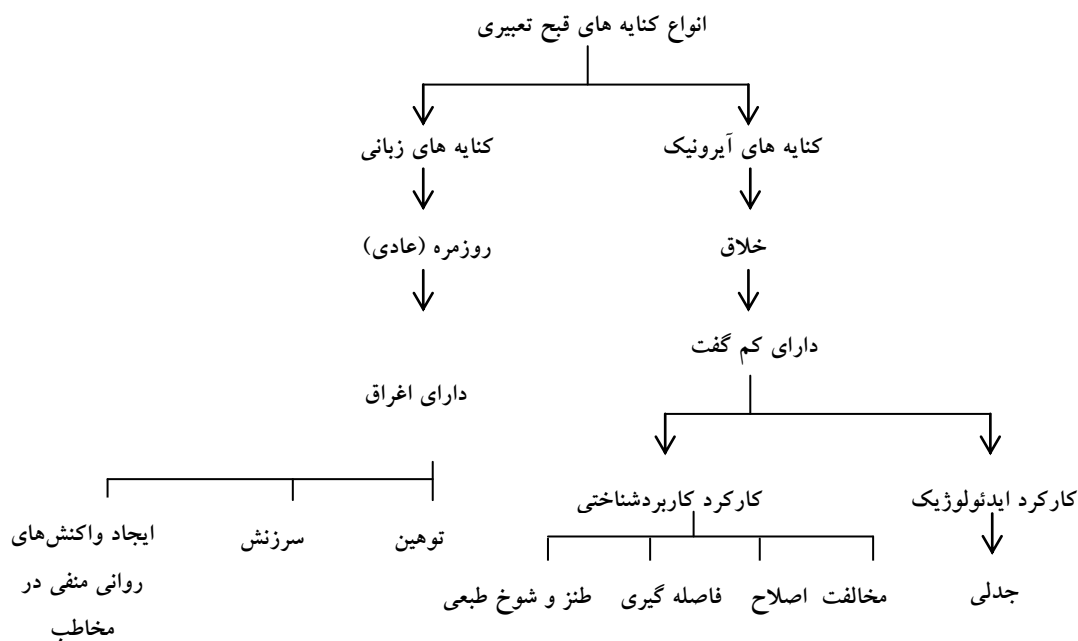 انواع کنایه های قبح تعبیری
کنایه های آیرونیک
کنایه های زبانی
خلاق
روزمره (عادی)
دارای کم گفت
دارای اغراق
کارکرد ایدئولوژیک
کارکرد کاربردشناختی
جدلی
مخالفت
اصلاح
فاصله گیری
طنز و شوخ طبعی
توهین
سرزنش
ایجاد واکنش‌های
روانی منفی در
مخاطب